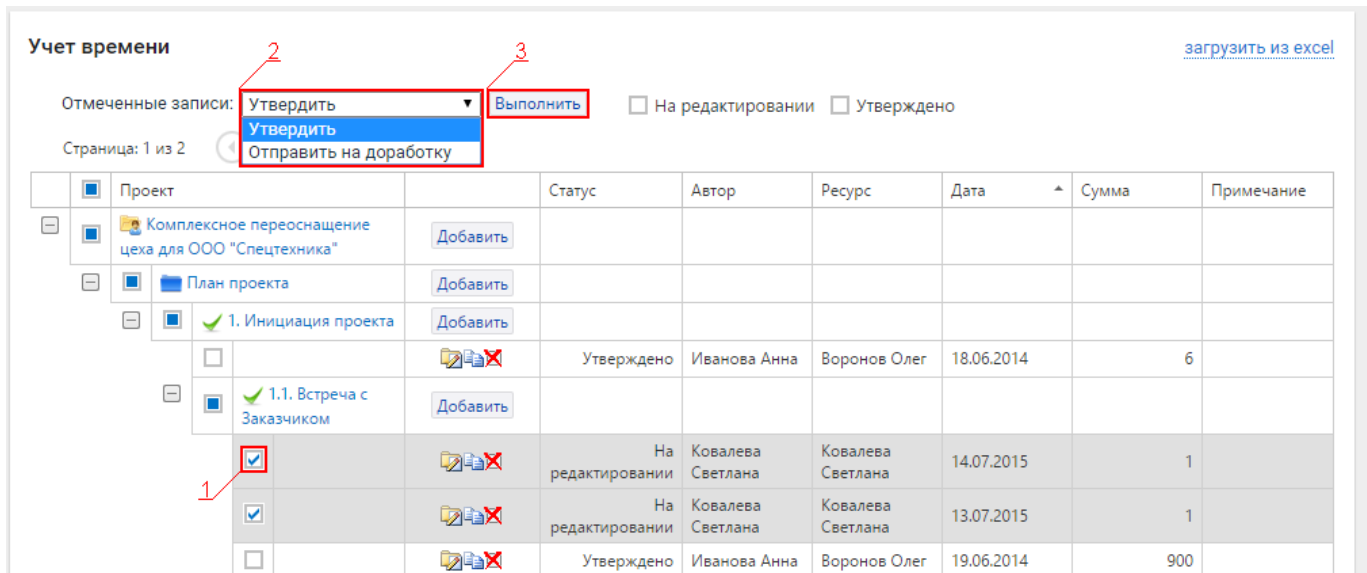 Учет времени
2
3
загрузить из excel
Отмеченные записи: Утвердить Выполнить На редактировании Утверждено
Утвердить
Страница: 1 из 2 Отправить на доработку
Проект Статус Автор Ресурс Дата Сумма Примечание
Комплексное переоснащение
цеха для ООО "Спецтехника"
Добавить
План проекта Добавить
1. Инициация проекта Добавить
Утверждено Иванова Анна Воронов Олег 18.06.2014 6
1.1. Встреча с
Заказчиком
Добавить
На
редактировании
Ковалева
Светлана
Ковалева
Светлана
14.07.2015 1
1
На
редактировании
Ковалева
Светлана
Ковалева
Светлана
13.07.2015 1
Утверждено Иванова Анна Воронов Олег 19.06.2014 900